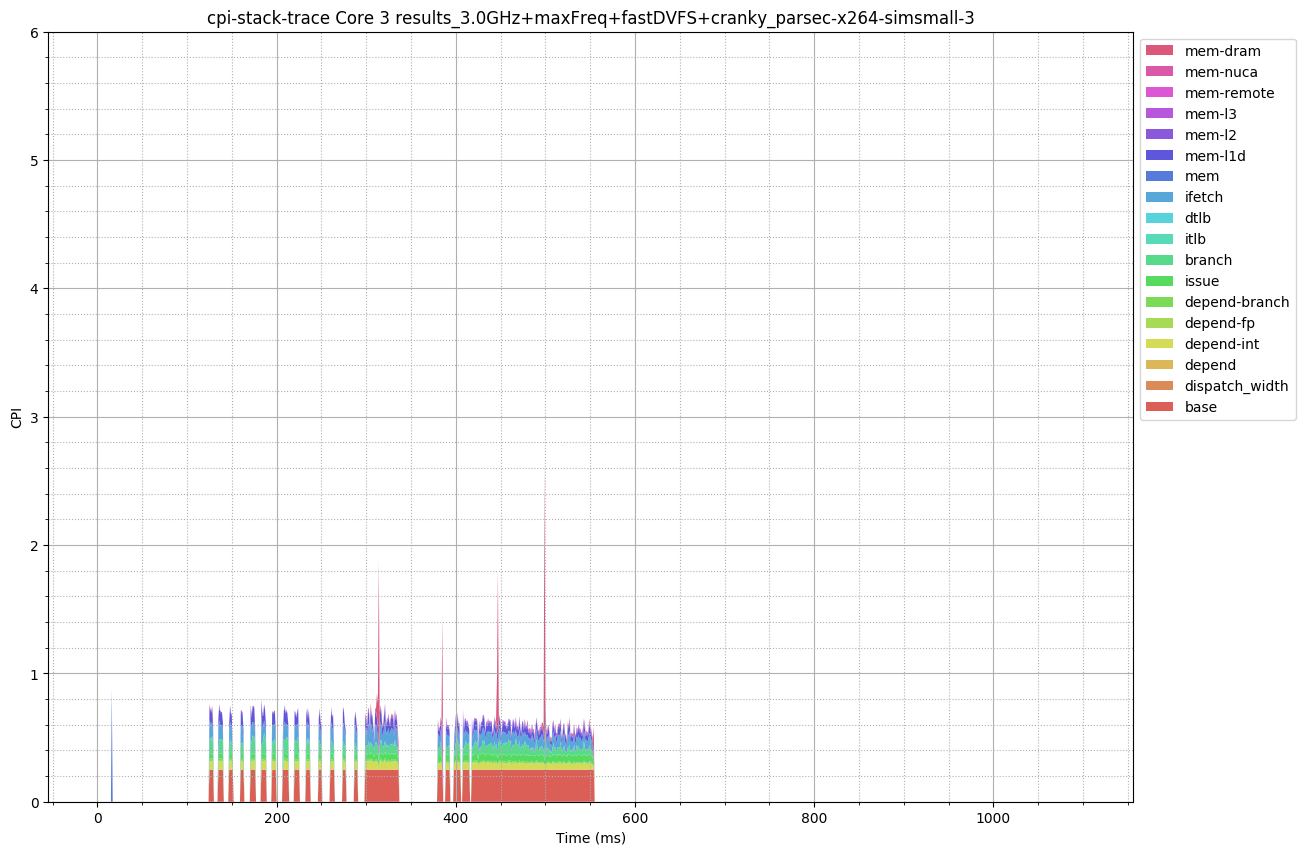 cpi-stack-trace Core 3 results_3.0GHz+maxFreq+fastDVFS+cranky_parsec-x264-simsmall-3
6
5
4
3
2
1
0
CPI
0
200
400
600
800
1000
Time (ms)
mem-dram
mem-nuca
mem-remote
mem-l3
mem-l2
mem-l1d
mem
ifetch
dtlb
itlb
branch
issue
depend-branch
depend-fp
depend-int
depend
dispatch_width
base